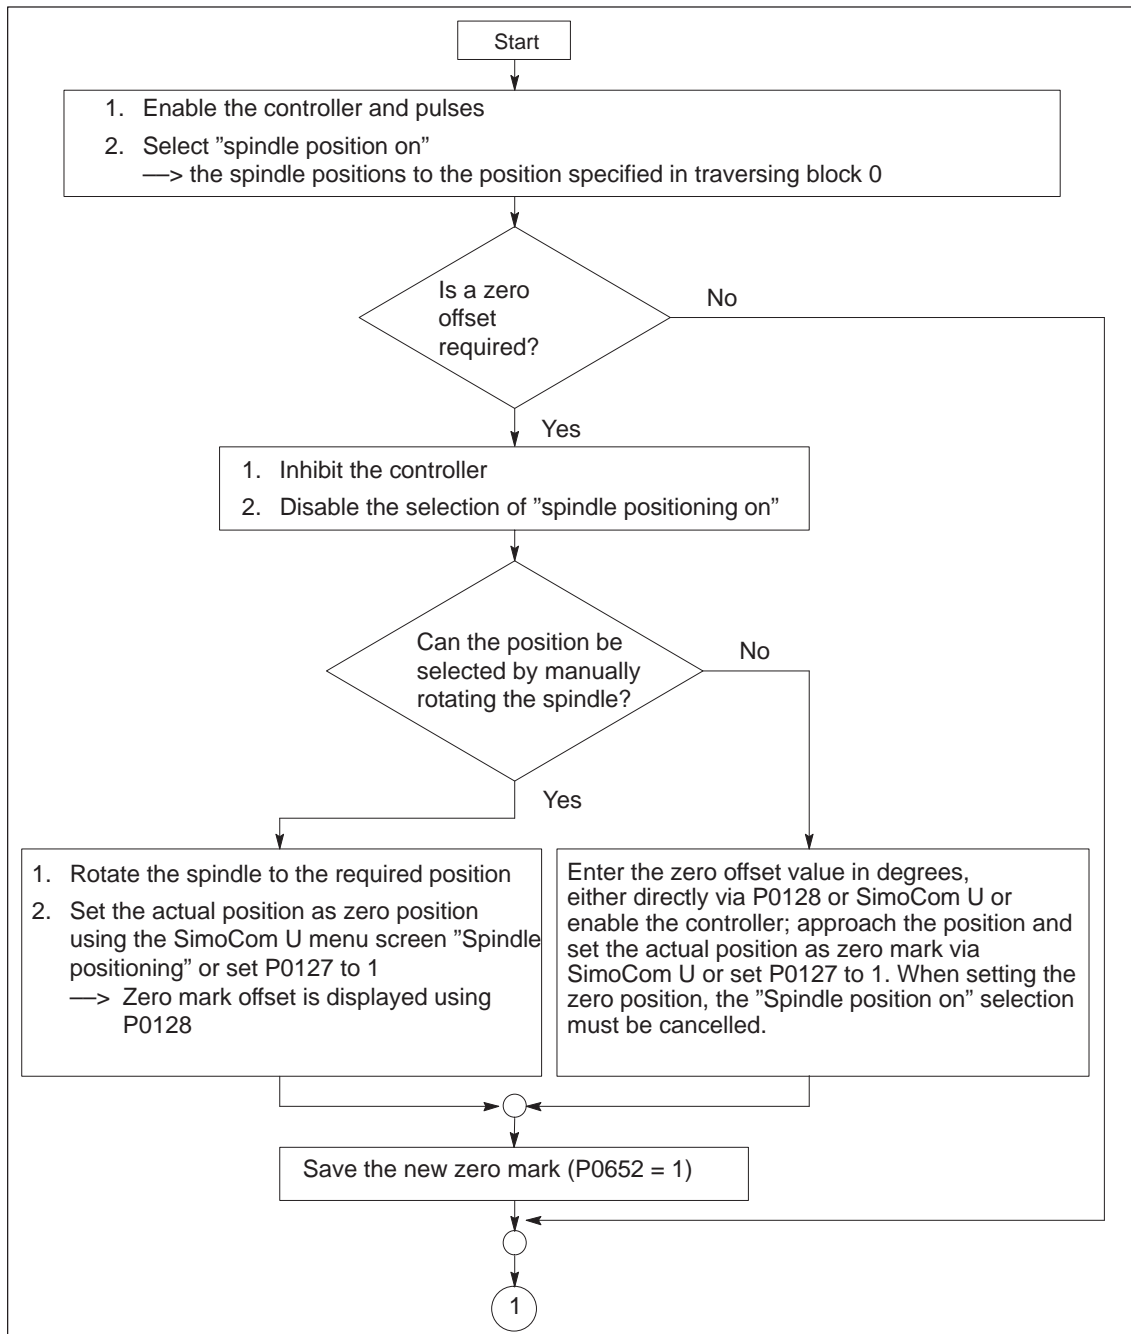 Start
1. Enable the controller and pulses
2. Select ”spindle position on”
—> the spindle positions to the position specified in traversing block 0
Is a zero
offset
required?
No
Yes
1. Inhibit the controller
2. Disable the selection of ”spindle positioning on”
Can the position be
selected by manually
rotating the spindle?
No
Yes
1. Rotate the spindle to the required position
2. Set the actual position as zero position
using the SimoCom U menu screen ”Spindle
positioning” or set P0127 to 1
—> Zero mark offset is displayed using
P0128
Enter the zero offset value in degrees,
either directly via P0128 or SimoCom U or
enable the controller; approach the position and
set the actual position as zero mark via
SimoCom U or set P0127 to 1. When setting the
zero position, the ”Spindle position on” selection
must be cancelled.
Save the new zero mark (P0652 = 1)
1